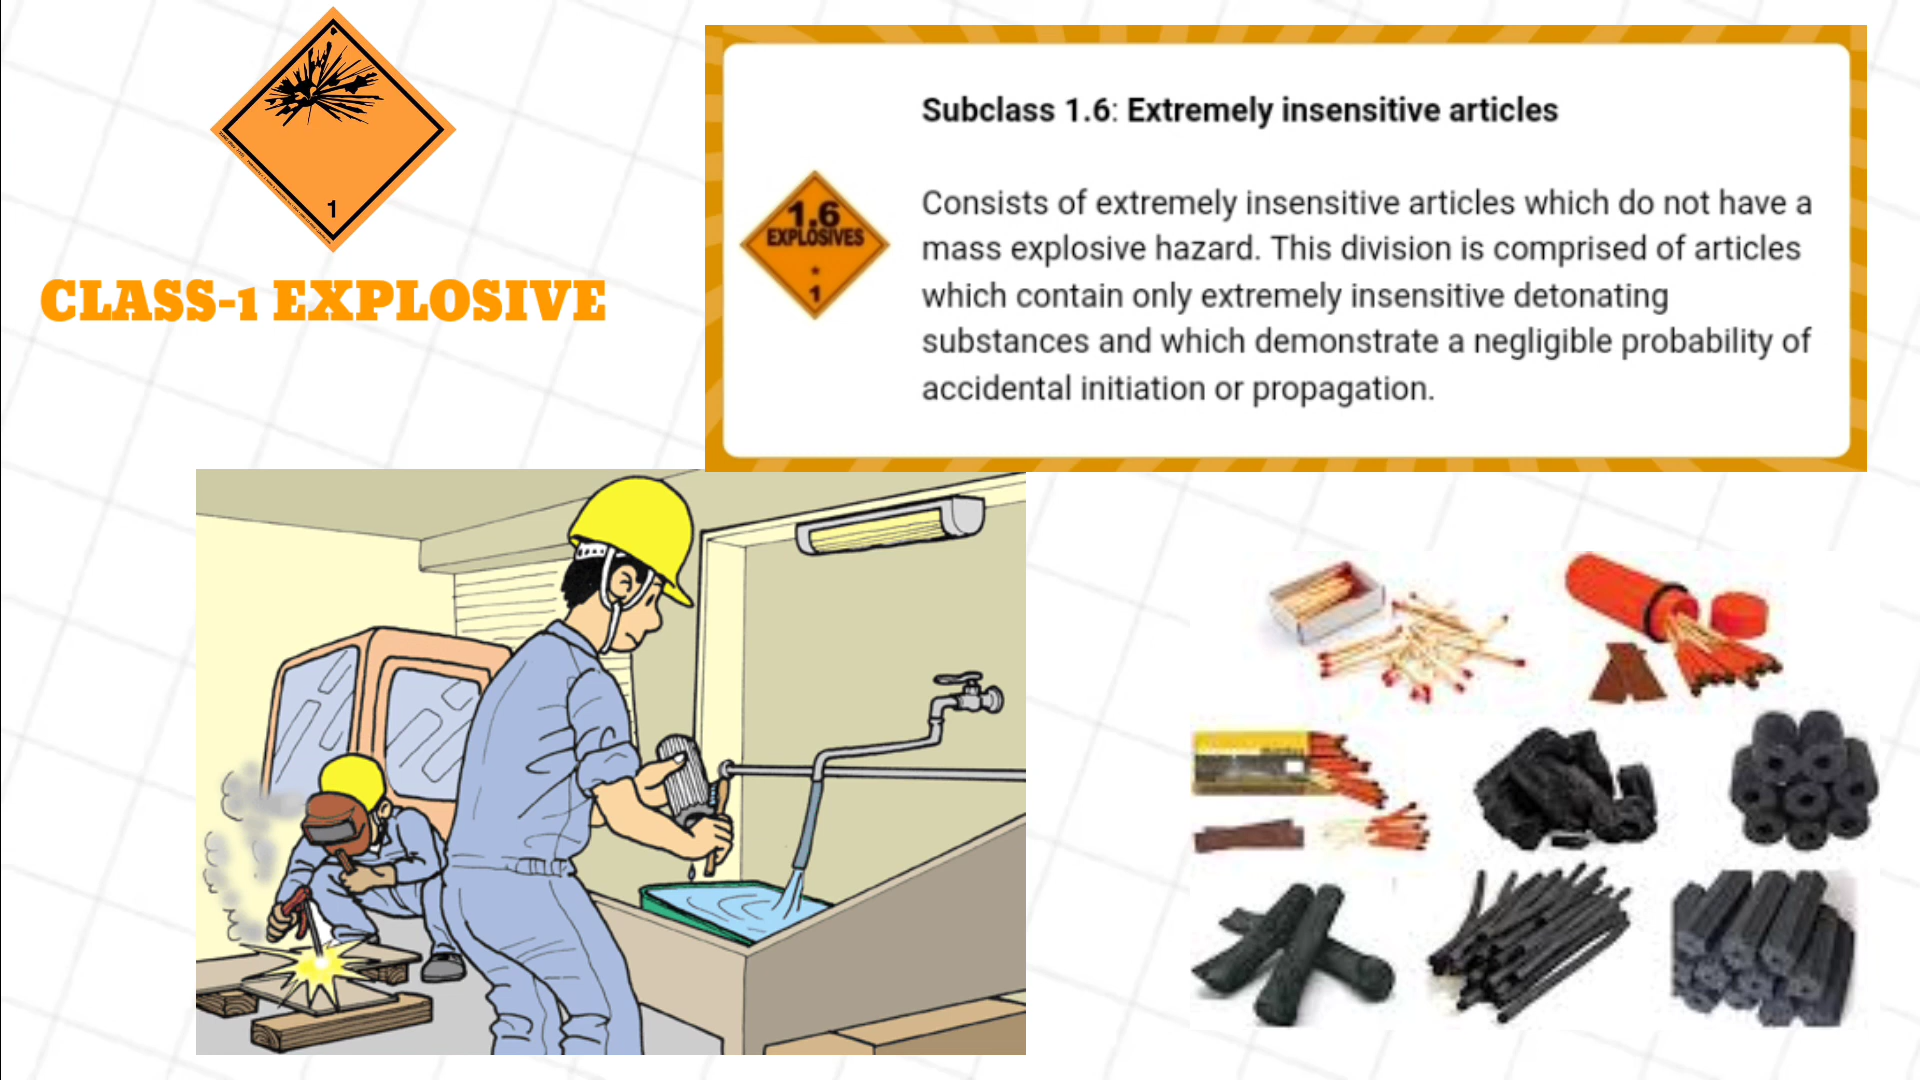 1
CLASS-1 EXPLOSIVE
Subclass 1.6: Extremely insensitive articles
1.6
EXPLOSIVES
*
1
Consists of extremely insensitive articles which do not have a
mass explosive hazard. This division is comprised of articles
which contain only extremely insensitive detonating
substances and which demonstrate a negligible probability of
accidental initiation or propagation.